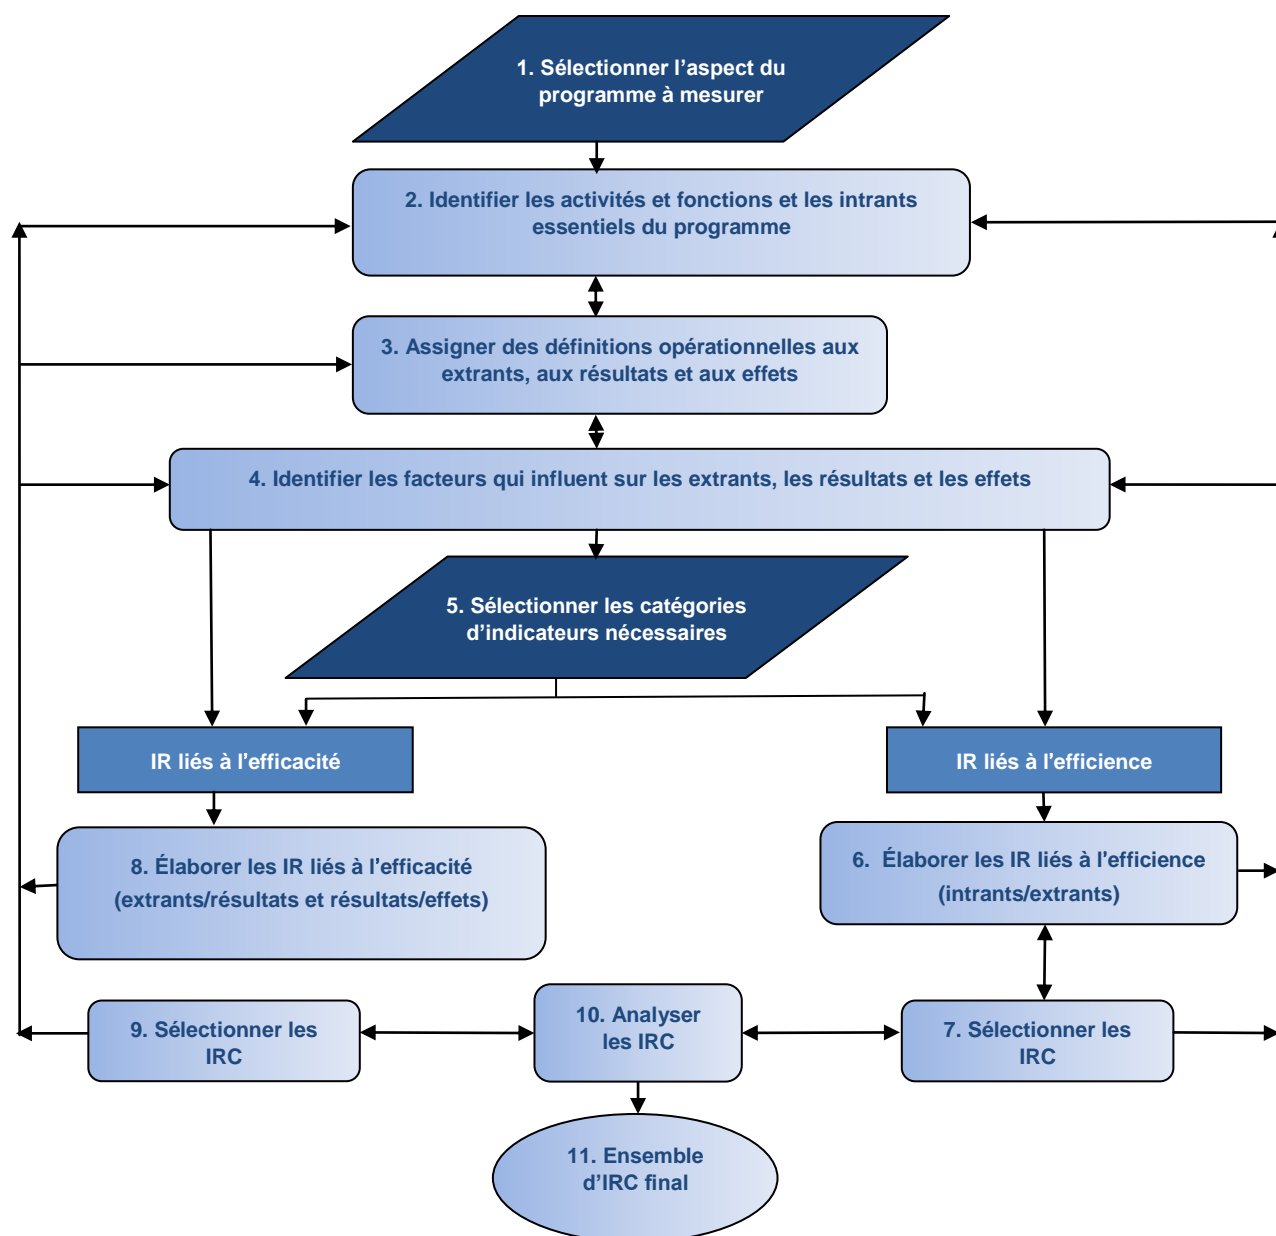 1. Sélectionner l’aspect du
programme à mesurer
2. Identifier les activités et fonctions et les intrants
essentiels du programme
3. Assigner des définitions opérationnelles aux
extrants, aux résultats et aux effets
4. Identifier les facteurs qui influent sur les extrants, les résultats et les effets
5. Sélectionner les catégories
d’indicateurs nécessaires
IR liés à l’efficacité
IR liés à l’efficience
8. Élaborer les IR liés à l’efficacité
(extrants/résultats et résultats/effets)
6. Élaborer les IR liés à l’efficience
(intrants/extrants)
9. Sélectionner les
IRC
10. Analyser
les IRC
7. Sélectionner les
IRC
11. Ensemble
d’IRC final